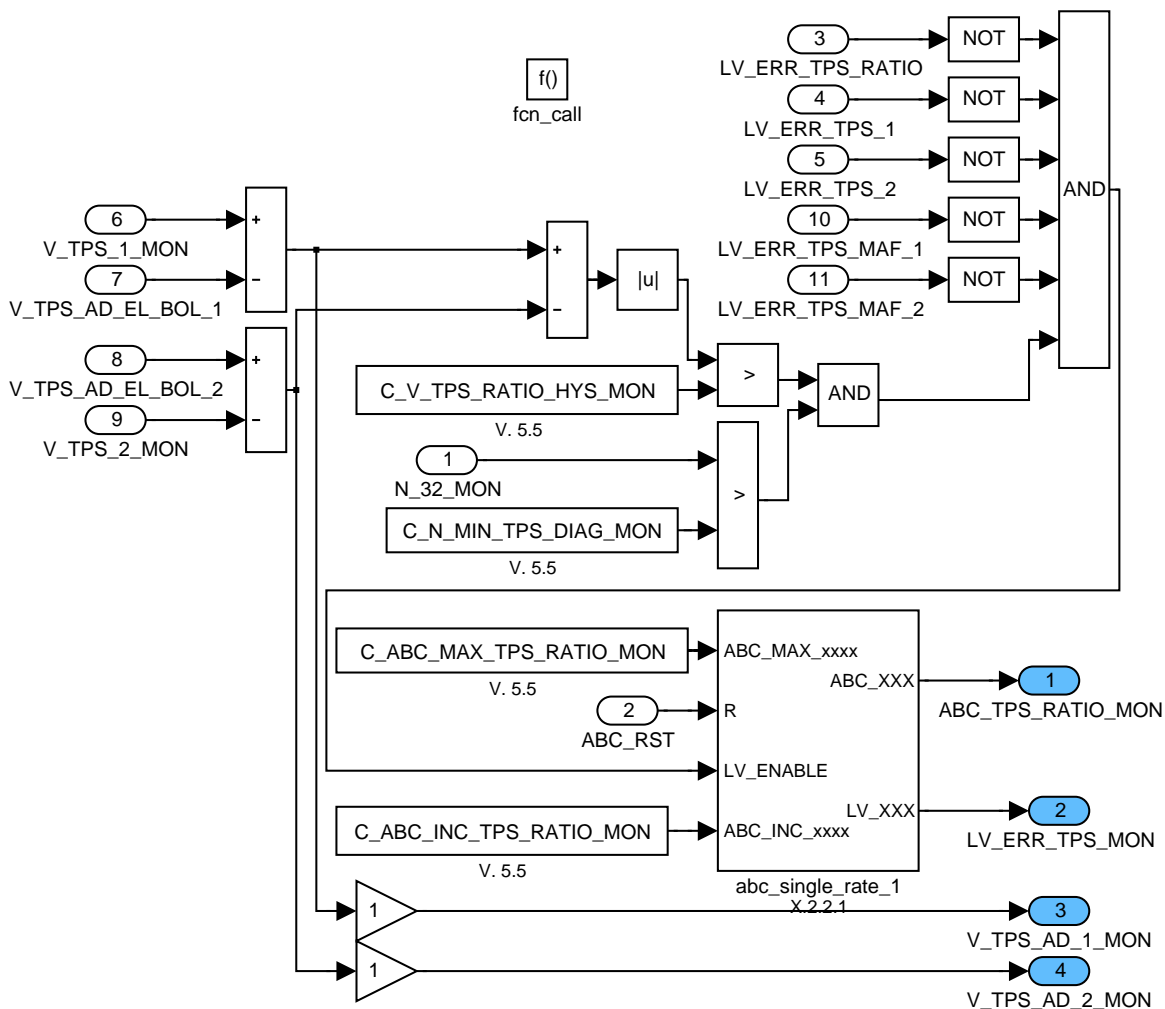 3
NOT
LV_ERR_TPS_RATIO
f()
fcn_call
4
NOT
LV_ERR_TPS_1
5
NOT
LV_ERR_TPS_2
AND
6
V_TPS_1_MON
+
10
NOT
LV_ERR_TPS_MAF_1
7
V_TPS_AD_EL_BOL_1
−
+
−
|u|
11
NOT
LV_ERR_TPS_MAF_2
8
V_TPS_AD_EL_BOL_2
+
9
V_TPS_2_MON
−
C_V_TPS_RATIO_HYS_MON
V. 5.5
>
AND
1
N_32_MON
>
C_N_MIN_TPS_DIAG_MON
V. 5.5
C_ABC_MAX_TPS_RATIO_MON
V. 5.5
ABC_MAX_xxxx
ABC_XXX
1
ABC_TPS_RATIO_MON
2
ABC_RST
R
LV_ENABLE
C_ABC_INC_TPS_RATIO_MON
V. 5.5
ABC_INC_xxxx
LV_XXX
2
LV_ERR_TPS_MON
abc_single_rate_1
X.2.2.1
1
3
V_TPS_AD_1_MON
1
4
V_TPS_AD_2_MON